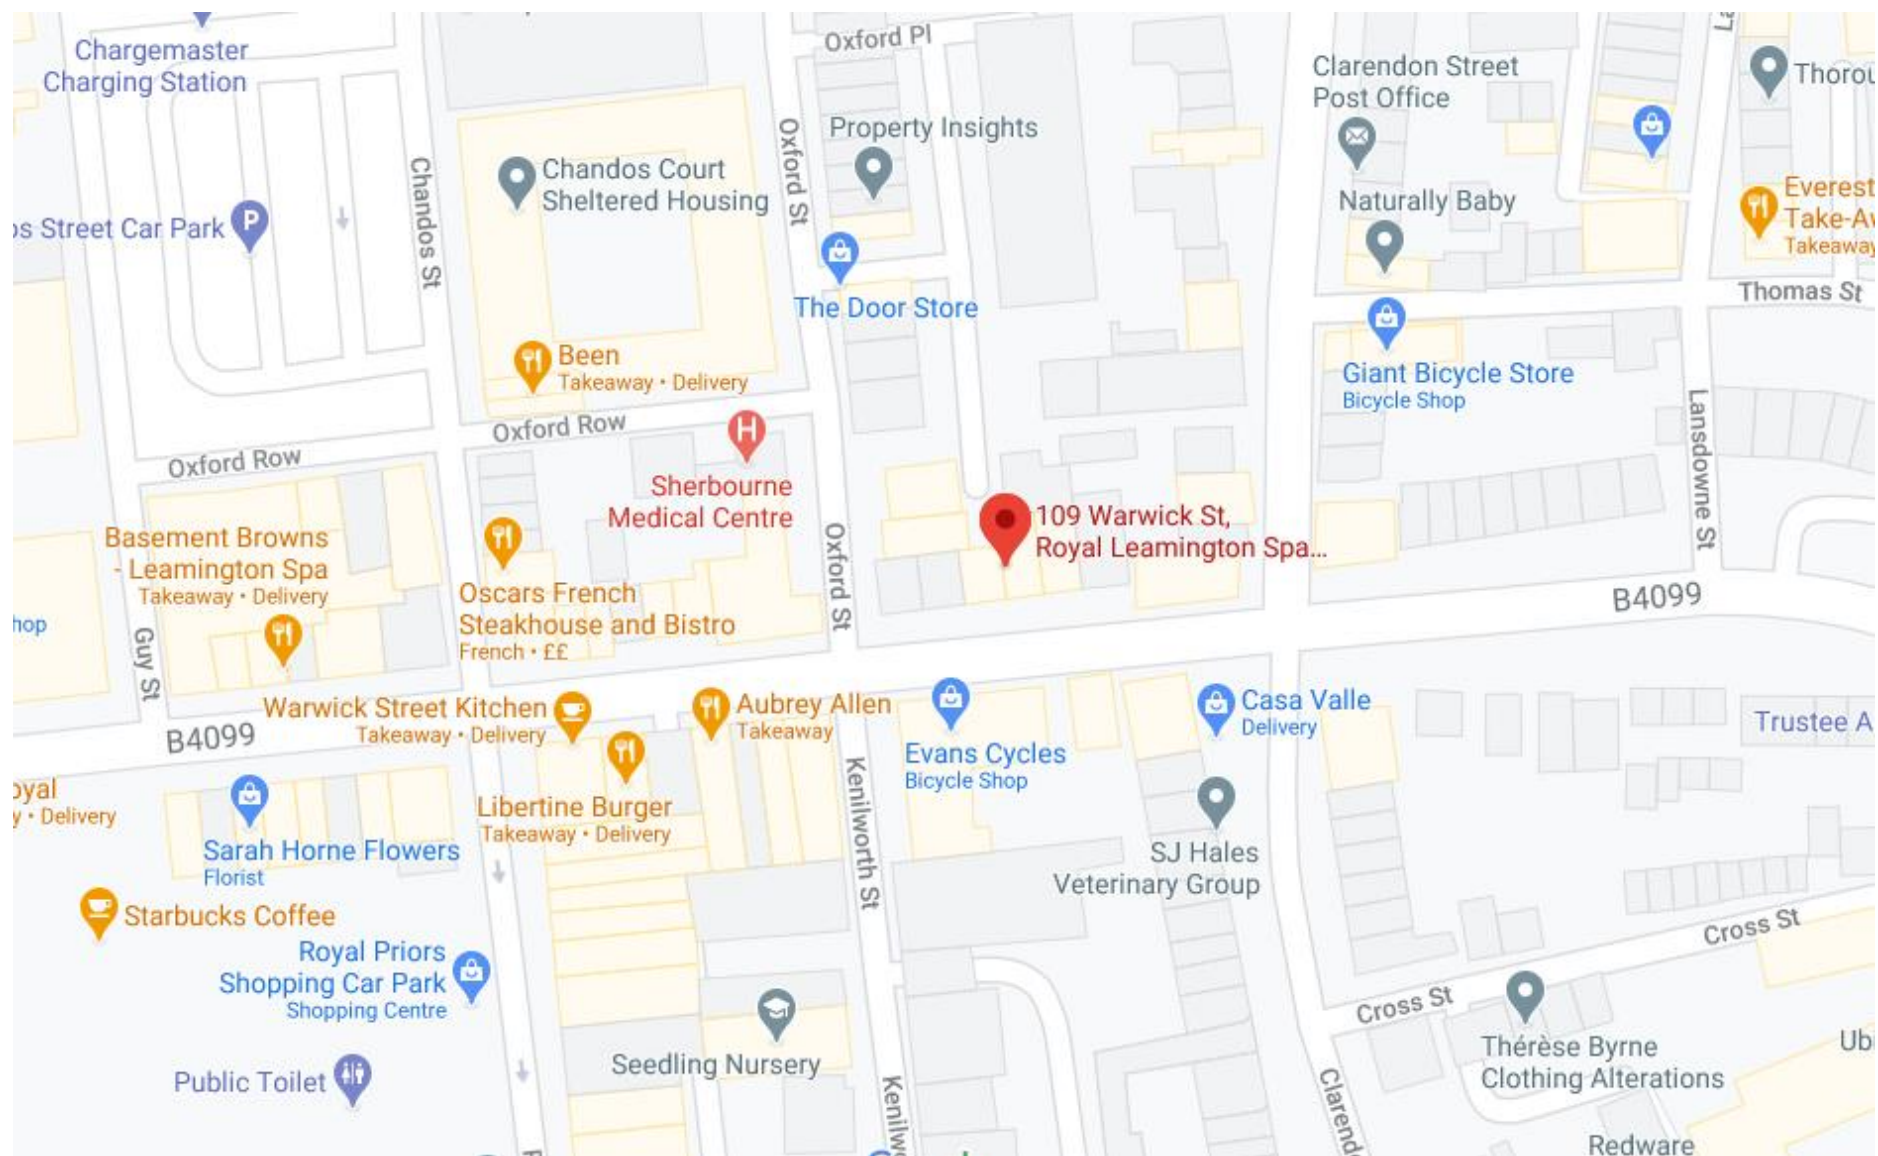 Chargemaster
Charging Station
Oxford Pl
Clarendon Street
Post Office
Property Insights
Oxford St
Chandos St
Chandos Court
Sheltered Housing
Naturally Baby
Street Car Park
P
Everest
Takeaway
Thomas St
The Door Store
Been
Takeaway • Delivery
Giant Bicycle Store
Bicycle Shop
Oxford Row
Oxford Row
H
Sherbourne
Medical Centre
Lansdowne St
109 Warwick St,
Royal Leamington Spa...
Basement Browns
- Leamington Spa
Takeaway • Delivery
Oscars French
Steakhouse and Bistro
French • ££
Oxford St
B4099
Guy St
Warwick Street Kitchen
Takeaway • Delivery
Aubrey Allen
Takeaway
Casa Valle
Delivery
B4099
Evans Cycles
Bicycle Shop
Kenilworth St
Libertine Burger
Takeaway • Delivery
• Delivery
Sarah Horne Flowers
Florist
SJ Hales
Veterinary Group
Starbucks Coffee
Royal Priors
Shopping Car Park
Shopping Centre
Cross St
Cross St
Seedling Nursery
Thérèse Byrne
Clothing Alterations
Public Toilet
Redware